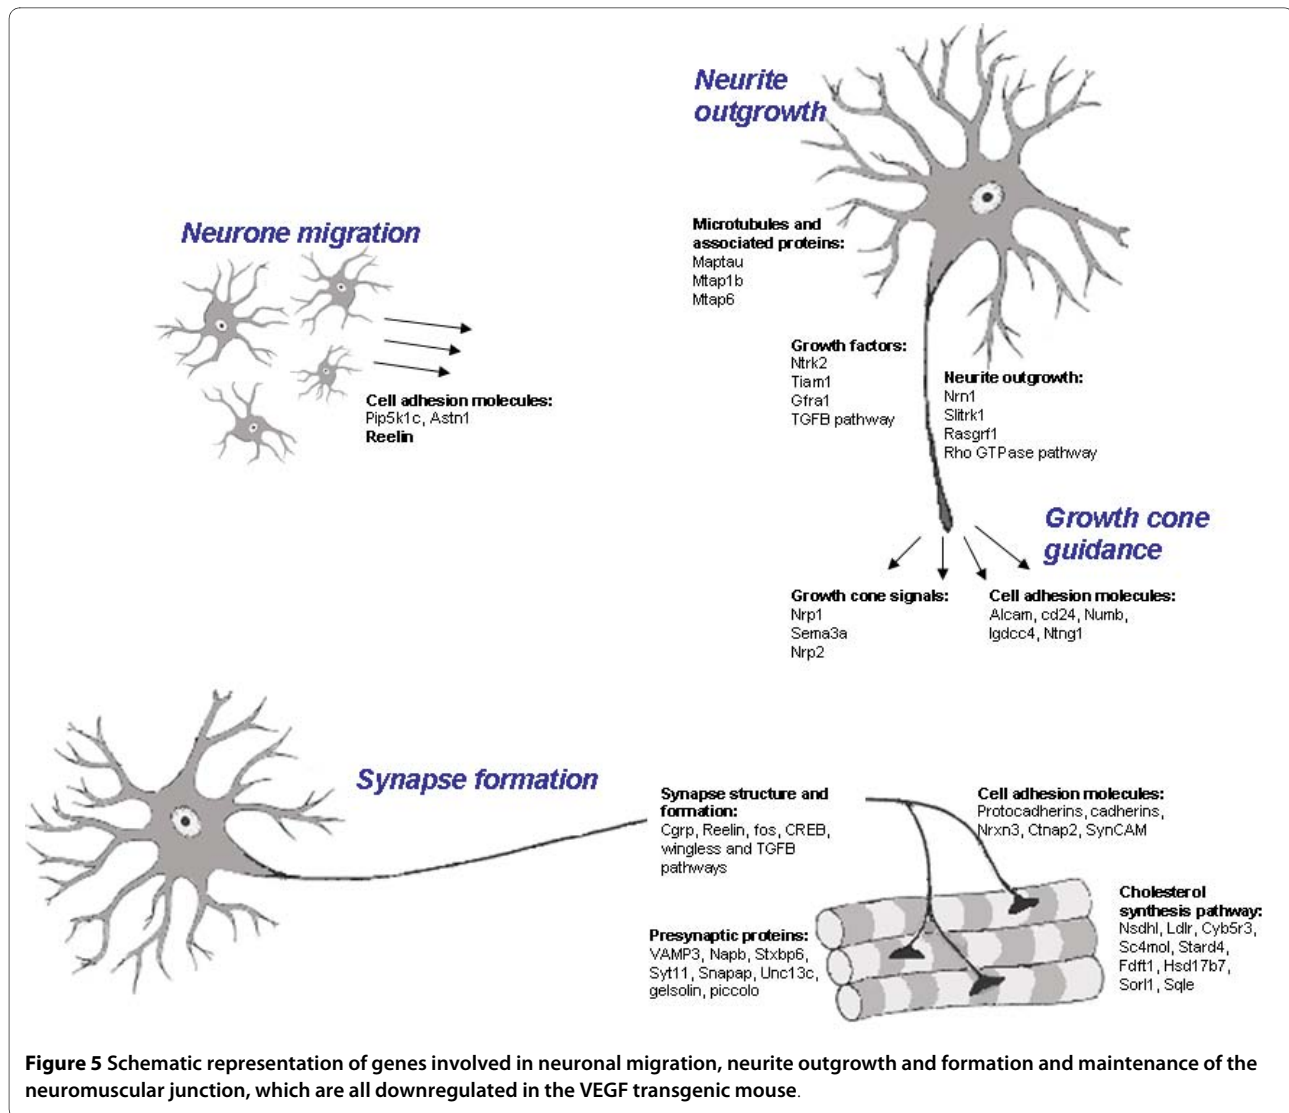 Neurite
outgrowth
Microtubules and
associated proteins:
Maptau
Mtap1b
Mtap6
Neurone migration
Cell adhesion molecules:
Pip5k1c, Astn1
Reelin
Growth factors:
Ntrk2
Tiam1
Gfra1
TGFB pathway
Neurite outgrowth:
Nrn1
Slitrk1
Rasgrf1
Rho GTPase pathway
Growth cone
guidance
Growth cone signals:
Nrp1
Sema3a
Nrp2
Cell adhesion molecules:
Alcam, cd24, Numb,
Igdcc4, Ntng1
Synapse formation
Synapse structure and
formation:
Cgrp, Reelin, fos, CREB,
wingless and TGFB
pathways
Cell adhesion molecules:
Protocadherins, cadherins,
Nrxn3, Ctnap2, SynCAM
Presynaptic proteins:
VAMP3, Napb, Stxbp6,
Syt11, Snapap, Unc13c,
gelsolin, piccolo
Cholesterol
synthesis pathway:
Nsdhl, Ldlr, Cyb5r3,
Sc4mol, Stard4,
Fdft1, Hsd17b7,
Sorl1, Sqle
Figure 5 Schematic representation of genes involved in neuronal migration, neurite outgrowth and formation and maintenance of the
neuromuscular junction, which are all downregulated in the VEGF transgenic mouse.